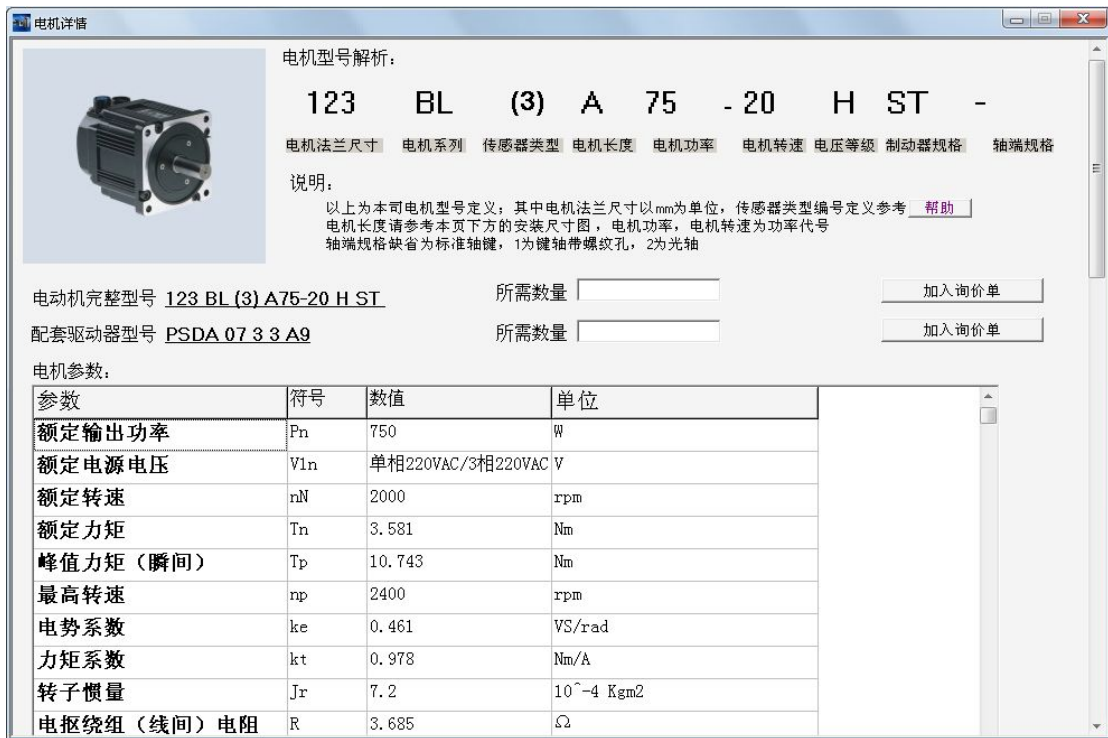 电机详情
电机型号解析:
123 BL (3) A 75 - 20 H ST -
电机法兰尺寸 电机系列 传感器类型 电机长度 电机功率 电机转速 电压等级 制动器规格 轴端规格
说明:
以上为本司电机型号定义; 其中电机法兰尺寸以mm为单位, 传感器类型编号定义参考 帮助
电机长度请参考本页下方的安装尺寸图, 电机功率, 电机转速为功率代号
轴端规格缺省为标准轴键, 1为键轴带螺纹孔, 2为光轴
电动机完整型号 123 BL (3) A75-20 H ST 所需数量 加入询价单
配套驱动器型号 PSDA 07 3 3 A9 所需数量 加入询价单
电机参数:
参数 符号 数值 单位
额定输出功率 Pn 750 W
额定电源电压 V1n 单相220VAC/3相220VAC V
额定转速 nN 2000 rpm
额定力矩 Tn 3.581 Nm
峰值力矩（瞬间） Tp 10.743 Nm
最高转速 np 2400 rpm
电势系数 ke 0.461 VS/rad
力矩系数 kt 0.978 Nm/A
转子惯量 Jr 7.2 10^-4 Kgm2
电抠绕组（线间）电阻 R 3.685 Ω